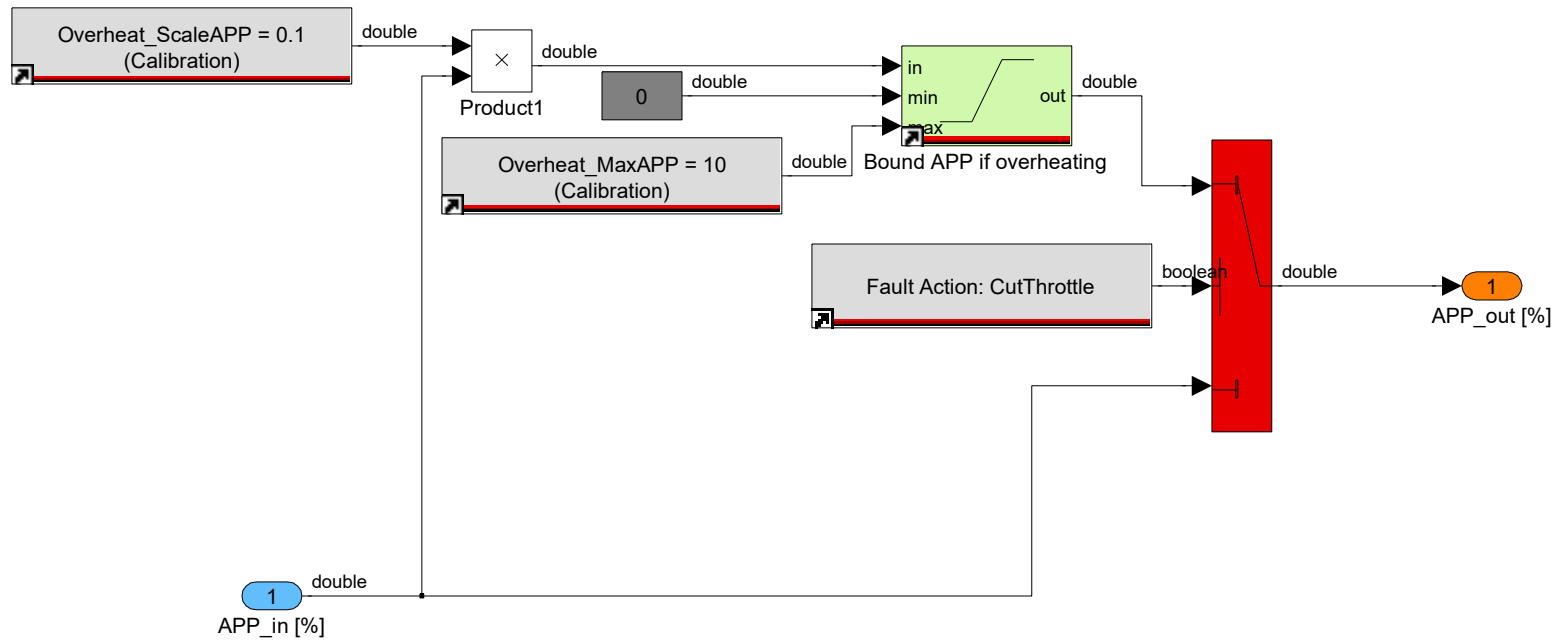 Overheat_ScaleAPP = 0.1
(Calibration)
double
×
Product1
double
0
double
in
min
max
out
double
Bound APP if overheating
Overheat_MaxAPP = 10
(Calibration)
double
Fault Action: CutThrottle
boolean
double
1
APP_out [%]
1
double
APP_in [%]